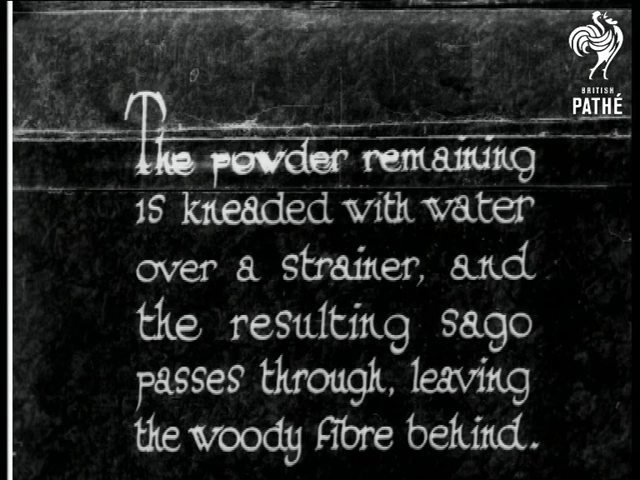 BRITISH
PATHÉ
The powder remaining
is kneaded with water
over a strainer, and
the resulting sago
passes through, leaving
the woody fibre behind.